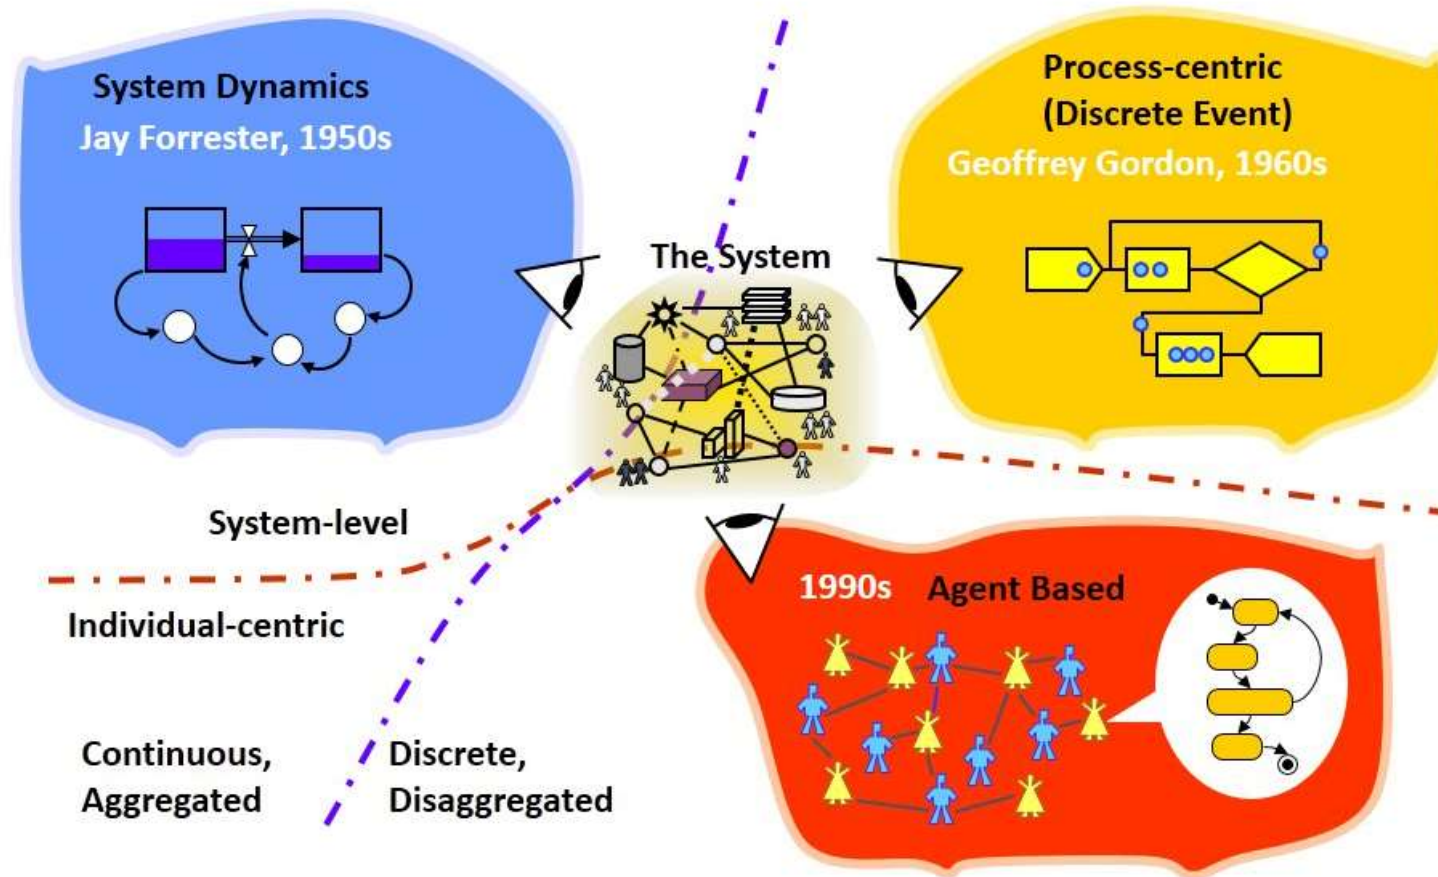 System Dynamics
Jay Forrester, 1950s
Process-centric
(Discrete Event)
Geoffrey Gordon, 1960s
The System
System-level
Individual-centric
1990s Agent Based
Continuous,
Aggregated
Discrete,
Disaggregated